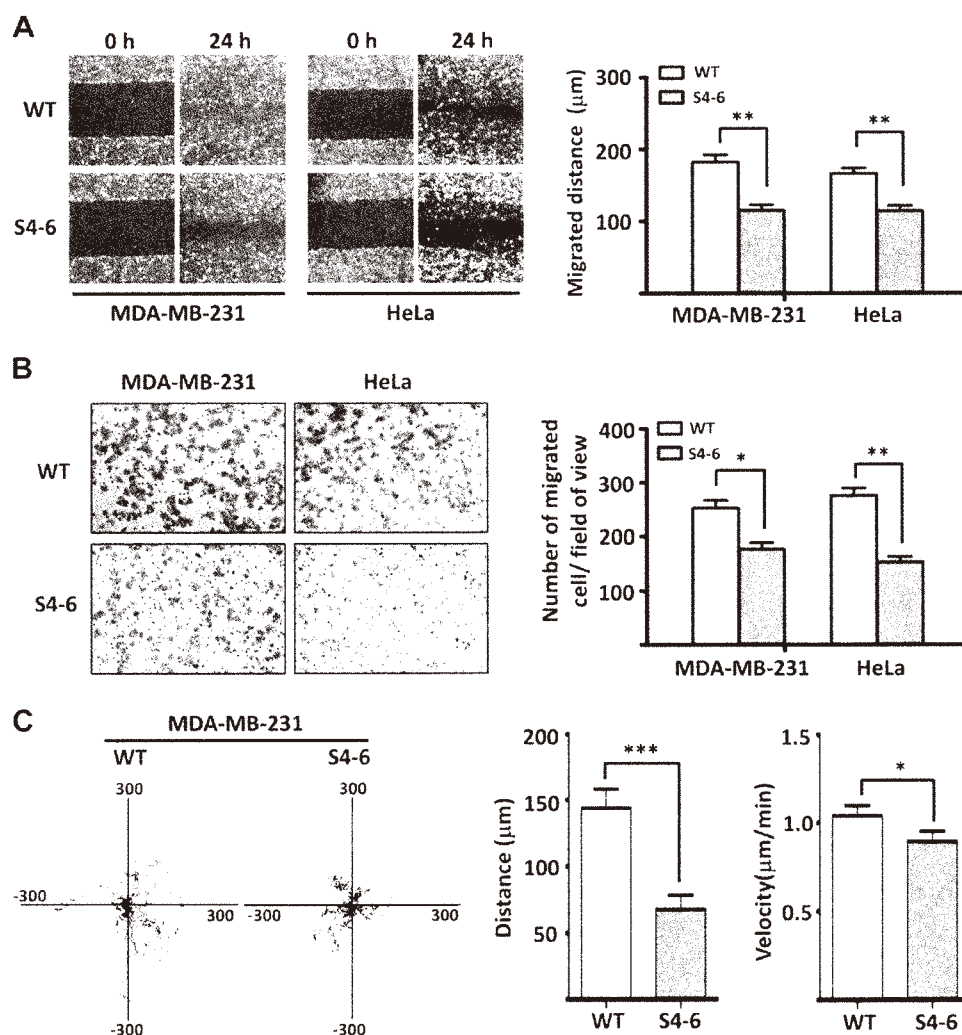 A
0 h 24 h 0 h 24 h
WT
S4-6
MDA-MB-231 HeLa
Migrated distance (μm)
300
200
100
WT
S4-6
** **
MDA-MB-231 HeLa
B
MDA-MB-231 HeLa
WT
S4-6
Number of migrated
cell/ field of view
400
300
200
100
WT
S4-6
* **
MDA-MB-231 HeLa
C
MDA-MB-231
WT S4-6
300 300
-300 300 -300 300
-300 -300
Distance (μm)
200
150
100
50
***
WT S4-6
Velocity(μm/min)
1.5
1.0
0.5
*
WT S4-6